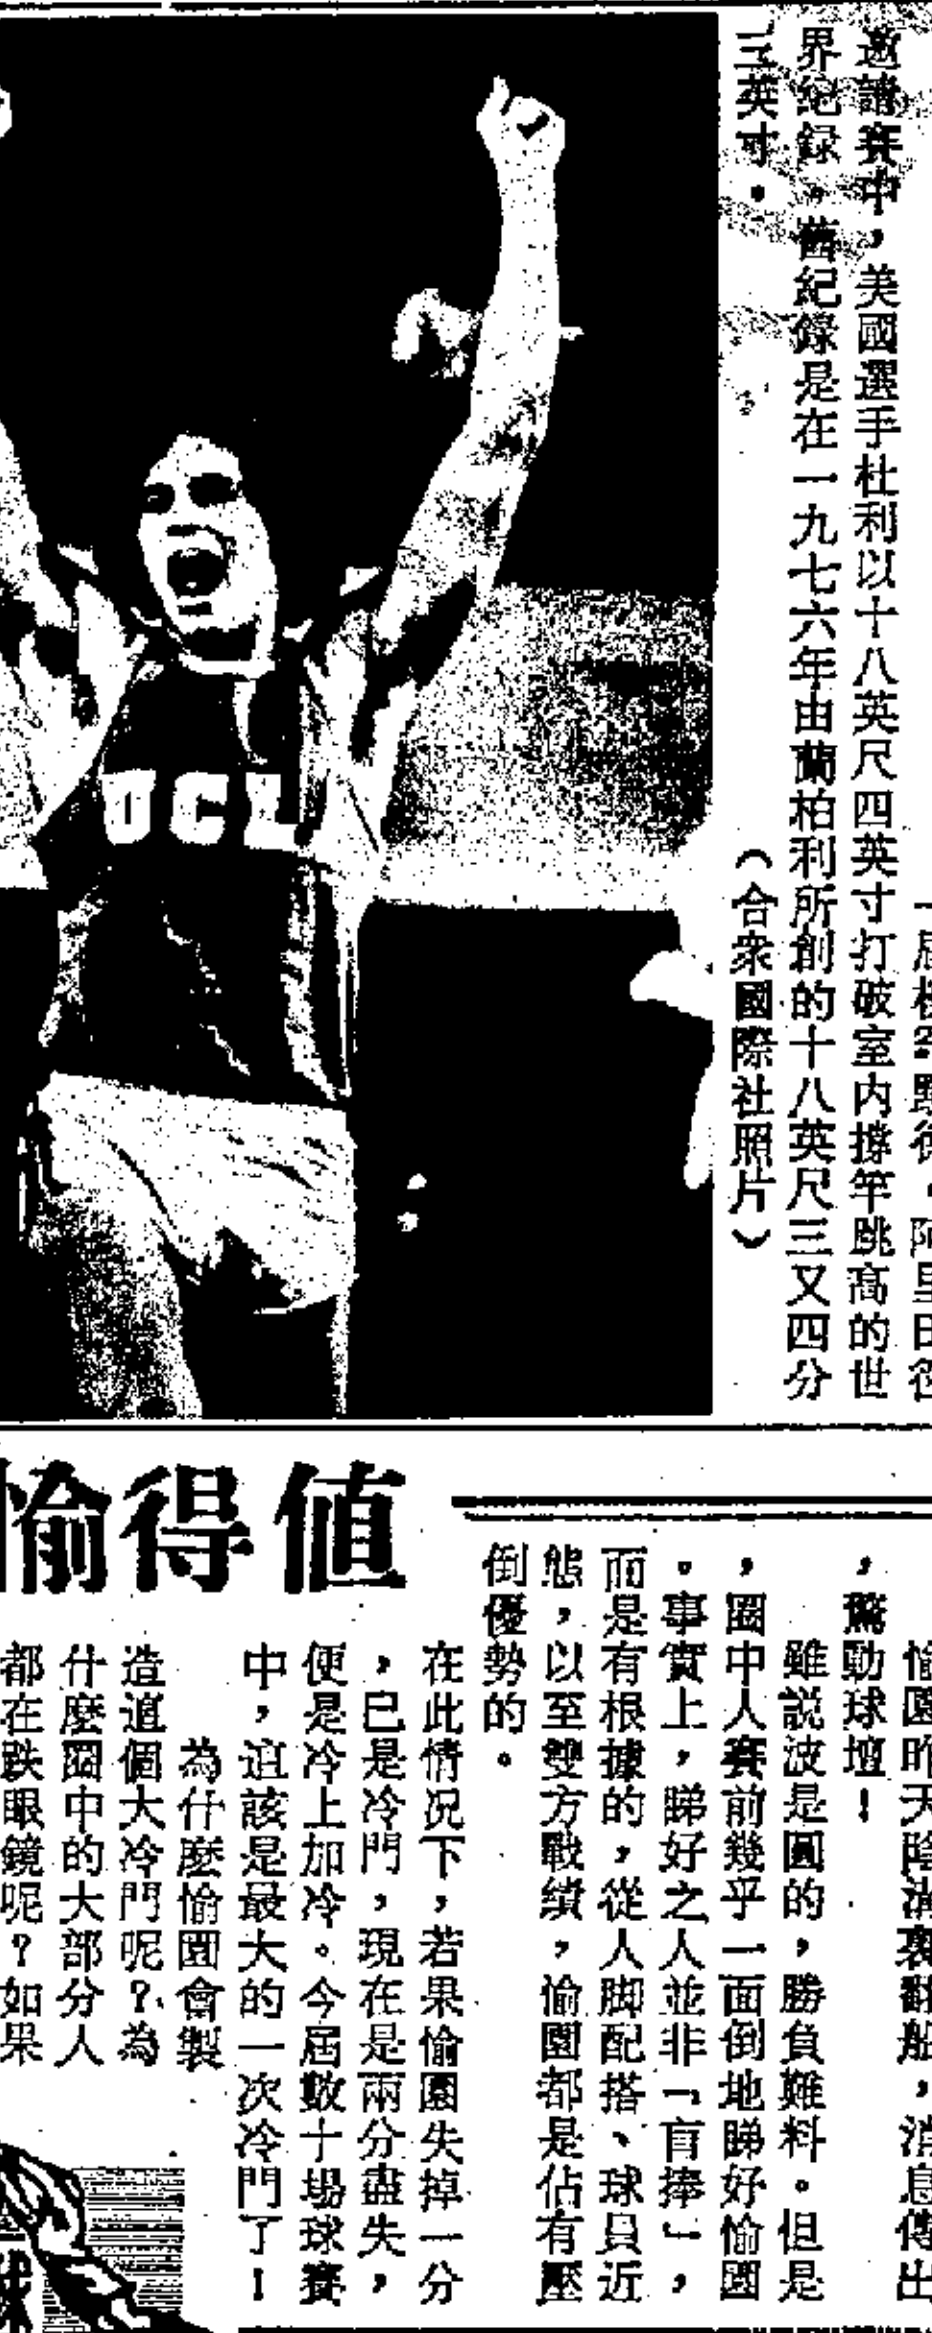 邀請賽中，美國選手杜利以十八英尺四英寸打破室內撐竿跳高的世
界紀錄。舊紀錄是在一九七六年由蘭柏利所創的十八英尺三又四分
三英寸。
（合衆國際社照片）
UCL
值得愉
愉園昨天陰溝裏翻船，消息傳出
，驚動球壇！
雖説波是圓的，勝負難料。但是
，圈中人賽前幾乎一面倒地睇好愉園
。事實上，睇好之人並非「盲捧」，
而是有根據的，從人脚配搭、球員近
態，以至雙方戰績，愉園都是佔有壓
倒優勢的。
在此情况下，若果愉園失掉一分
，已是冷門，現在是兩分盡失，
便是冷上加冷。今屆數十場球賽
中，這該是最大的一次冷門了！
為什麽愉園會製
造這個大冷門呢？為
什麽圈中的大部分人
都在跌眼鏡呢？如果
球